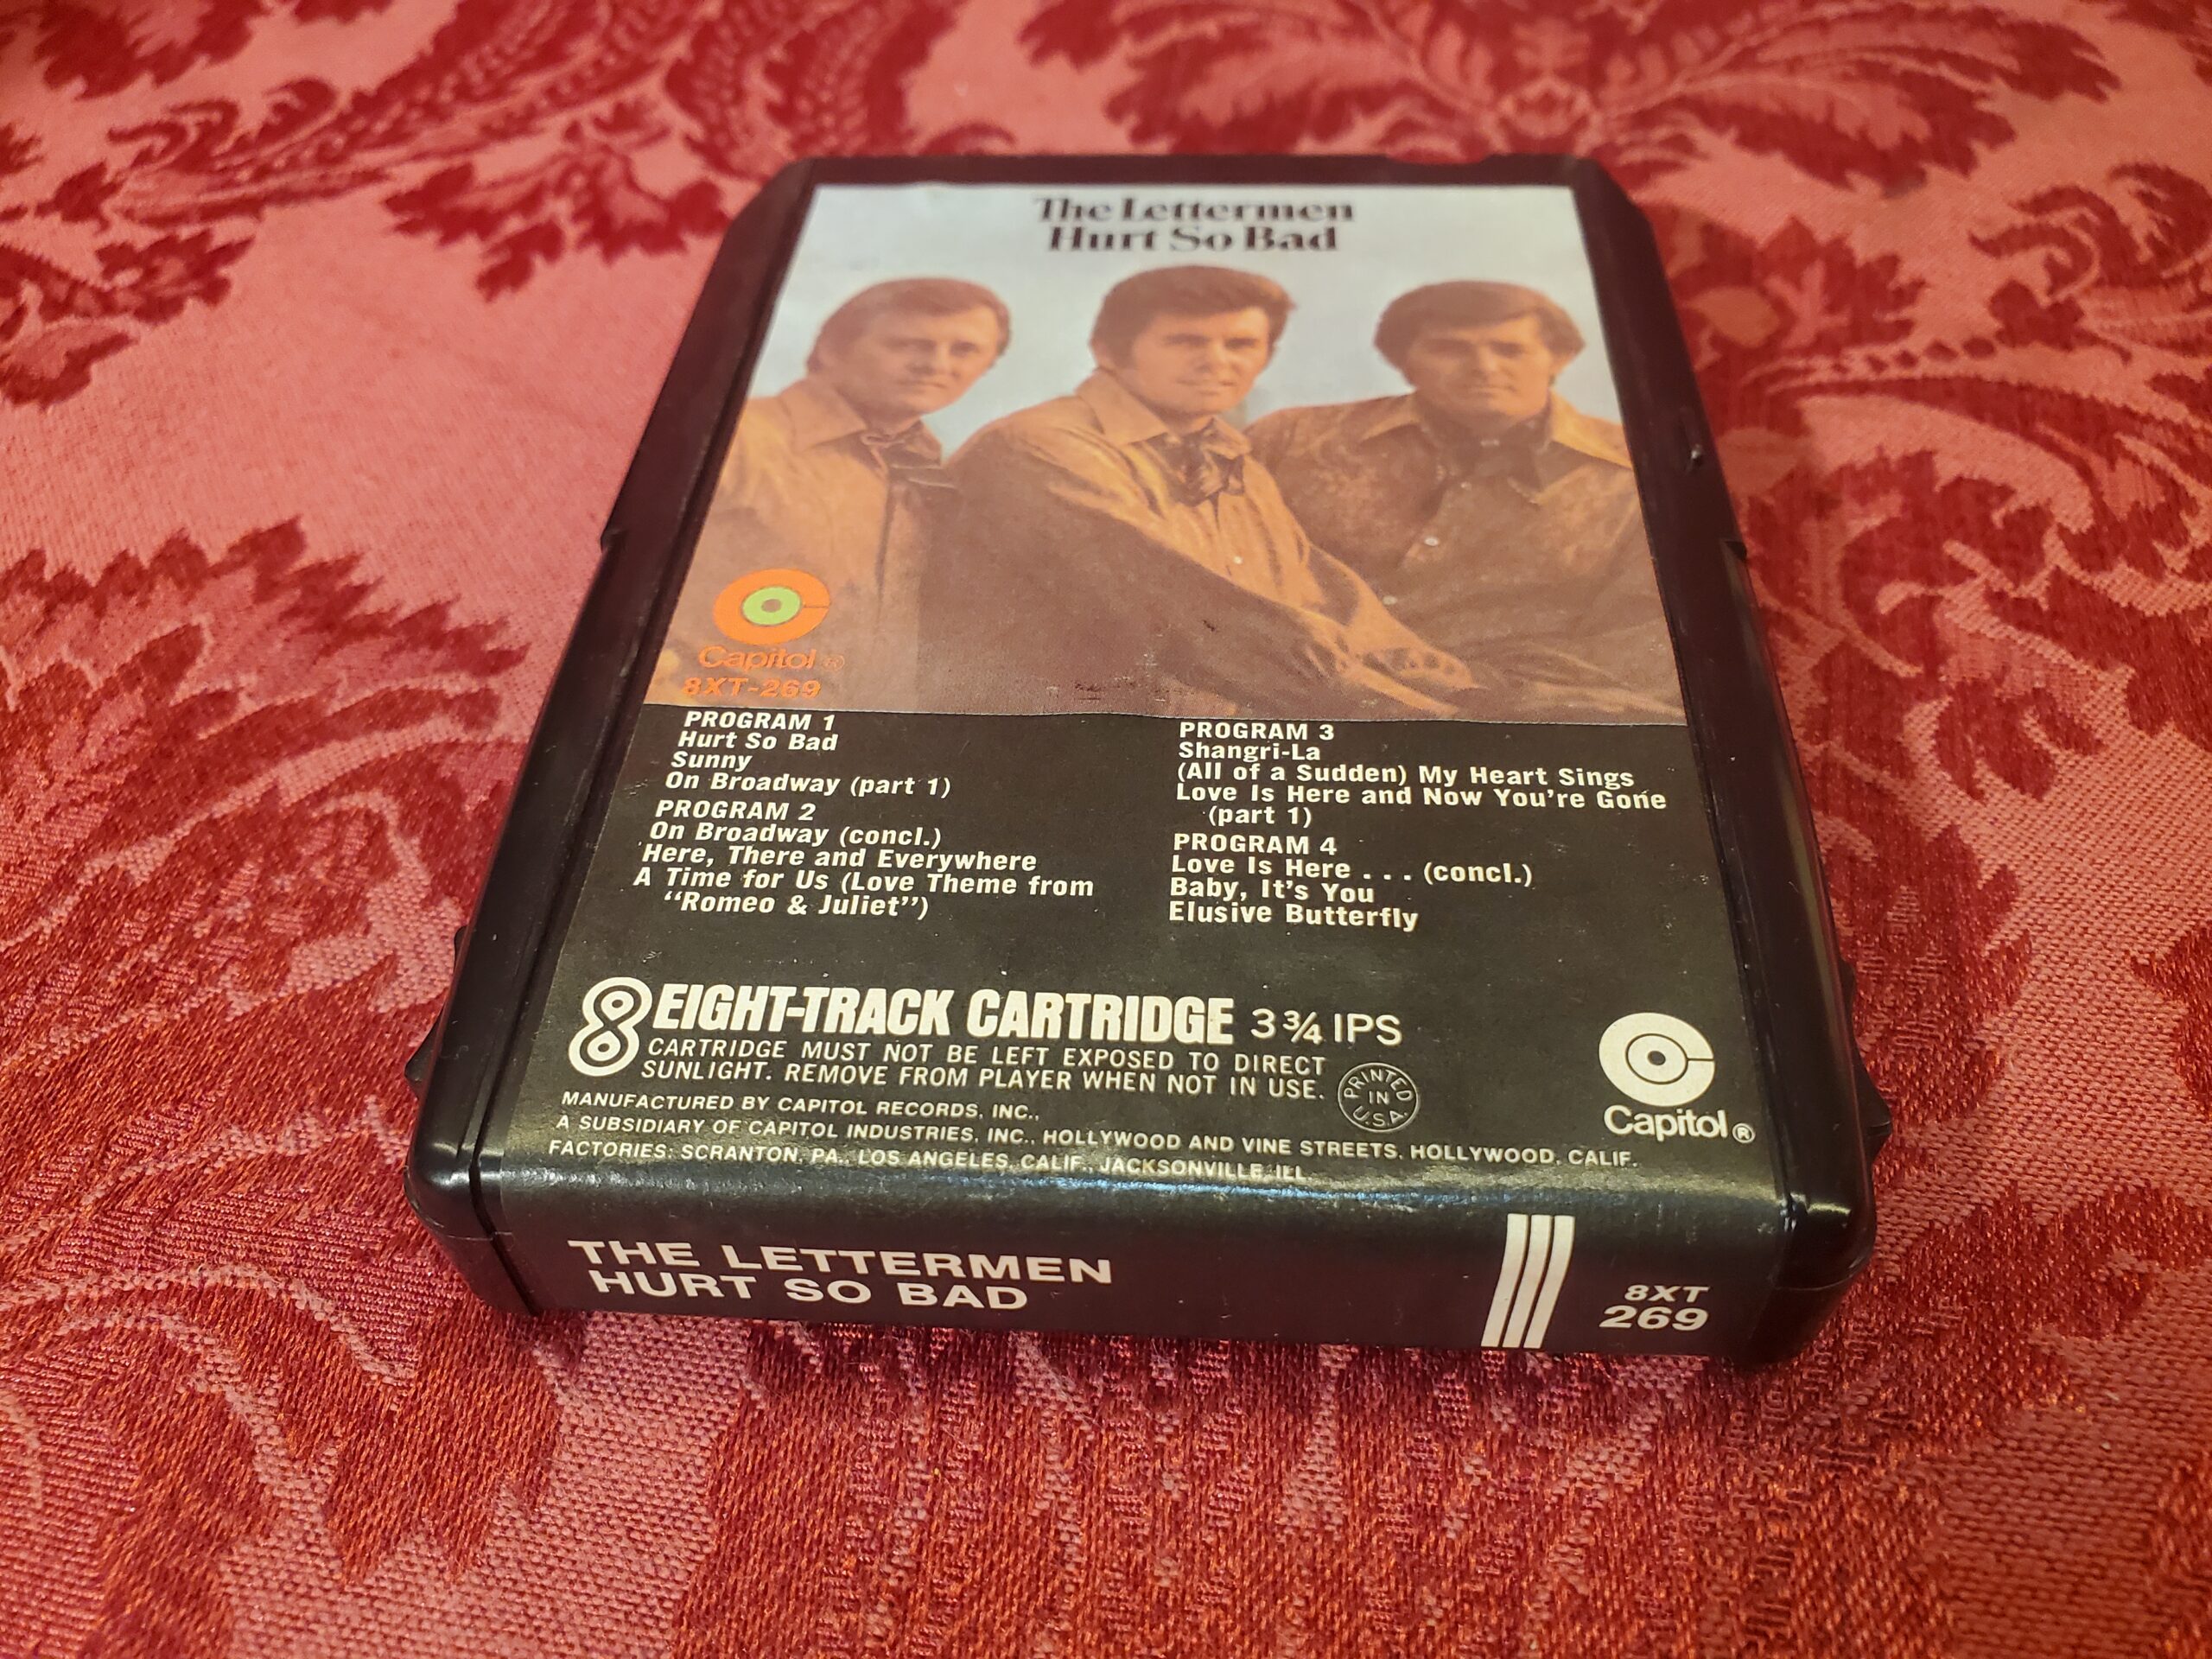 The Lettermen
Hurt So Bad
Capitol ®
8XT-269
PROGRAM 1
Hurt So Bad
Sunny
On Broadway (part 1)
PROGRAM 2
On Broadway (concl.)
Here, There and Everywhere
A Time for Us (Love Theme from
“Romeo & Juliet”)
PROGRAM 3
Shangri-La
(All of a Sudden) My Heart Sings
Love Is Here and Now You're Gone
(part 1)
PROGRAM 4
Love Is Here . . . (concl.)
Baby, It's You
Elusive Butterfly
8 EIGHT-TRACK CARTRIDGE 3 ¾ IPS
CARTRIDGE MUST NOT BE LEFT EXPOSED TO DIRECT
SUNLIGHT. REMOVE FROM PLAYER WHEN NOT IN USE.
PRINTED
IN
U.S.A.
MANUFACTURED BY CAPITOL RECORDS, INC.,
A SUBSIDIARY OF CAPITOL INDUSTRIES, INC., HOLLYWOOD AND VINE STREETS, HOLLYWOOD, CALIF.
FACTORIES: SCRANTON, PA., LOS ANGELES, CALIF., JACKSONVILLE, ILL.
Capitol ®
THE LETTERMEN
HURT SO BAD
8XT
269